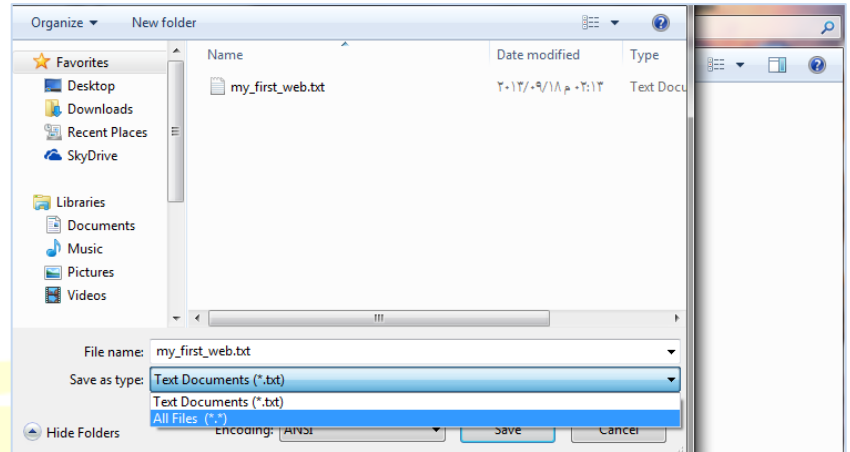 Organize New folder
Name Date modified Type
Favorites
my_first_web.txt ٢٠١٣/٠٩/١٨ م ٠٢:١٣ Text Docu
Desktop
Downloads
Recent Places
SkyDrive
Libraries
Documents
Music
Pictures
Videos
File name: my_first_web.txt
Save as type: Text Documents (*.txt)
Text Documents (*.txt)
All Files (*.*)
Hide Folders Encoding: ANSI Save Cancel